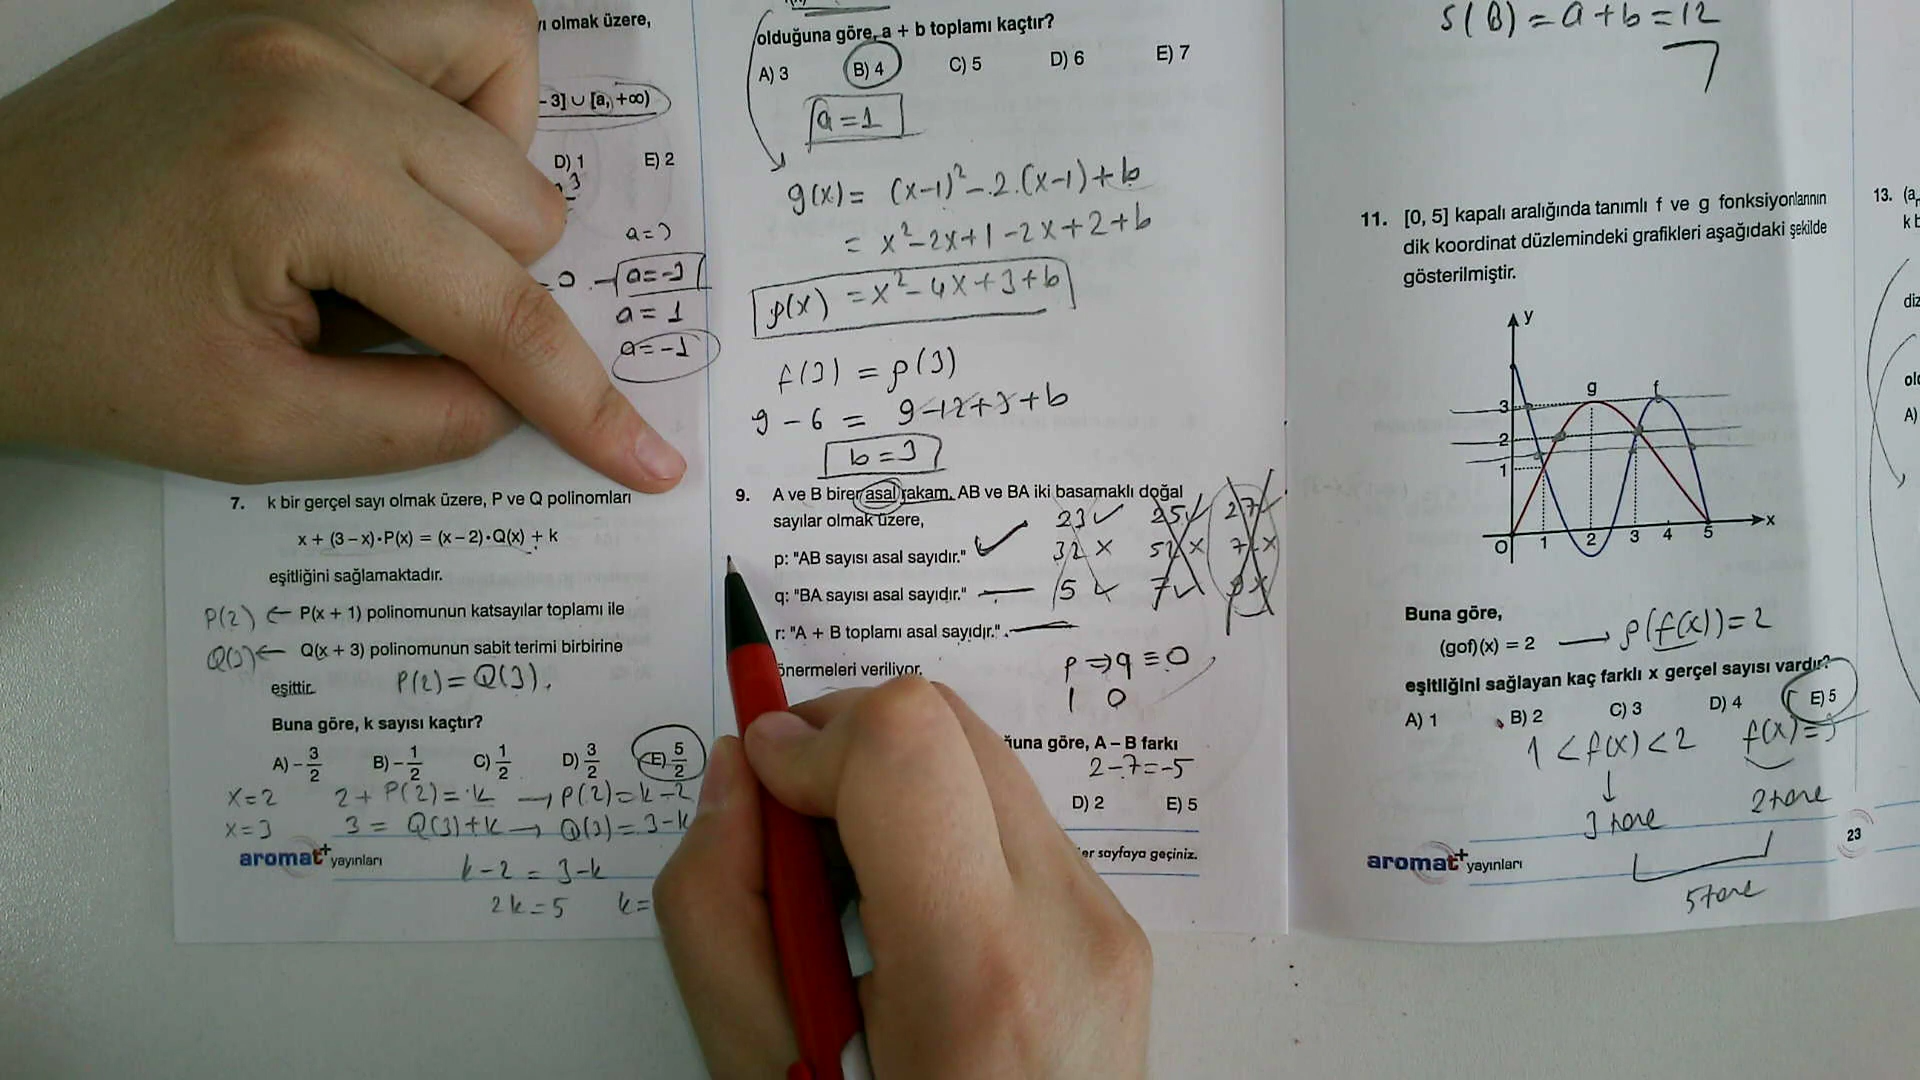 ı olmak üzere,
- 3] ∪ [a, +∞)
D) 1 E) 2
3
a=-3
a = 1
a=-1
7. k bir gerçel sayı olmak üzere, P ve Q polinomları
x + (3 – x)·P(x) = (x – 2)·Q(x) + k
eşitliğini sağlamaktadır.
P(2) ← P(x + 1) polinomunun katsayılar toplamı ile
Q(3) ← Q(x + 3) polinomunun sabit terimi birbirine
eşittir. P(2) = Q(3).
Buna göre, k sayısı kaçtır?
A) -3/2 B) -1/2 C) 1/2 D) 3/2 E) 5/2
x=2 2 + P(2) = k → P(2) = k-2
x=3 3 = Q(3)+k → Q(3) = 3-k
aromat+ yayınları
k-2 = 3-k
2k=5 k=
olduğuna göre, a + b toplamı kaçtır?
A) 3 B) 4 C) 5 D) 6 E) 7
a=1
g(x) = (x-1)² - 2.(x-1)+b
= x²-2x+1-2x+2+b
g(x) = x²-4x+3+b
f(3) = g(3)
9-6 = 9-12+3+b
b=3
9. A ve B birer asal rakam, AB ve BA iki basamaklı doğal
sayılar olmak üzere,
p: "AB sayısı asal sayıdır."
q: "BA sayısı asal sayıdır."
r: "A + B toplamı asal sayıdır."
23 ✓ 25 ✓ 27 ✓
32 x 52 x 72 x
5 ✓ 7 ✓ 9 x
önermeleri veriliyor.
p ⇒ q ≡ 0
1 0
una göre, A – B farkı
2-7=-5
D) 2 E) 5
er sayfaya geçiniz.
S(B) = a+b = 12
7
11. [0, 5] kapalı aralığında tanımlı f ve g fonksiyonlarının
dik koordinat düzlemindeki grafikleri aşağıdaki şekilde
gösterilmiştir.
y
g f
3
2
1
O 1 2 3 4 5 x
Buna göre,
(gof)(x) = 2 → g(f(x))=2
eşitliğini sağlayan kaç farklı x gerçel sayısı vardır?
A) 1 B) 2 C) 3 D) 4 E) 5
1 < f(x) < 2 f(x)=3
3 tane 2 tane
5 tane
aromat+ yayınları
23
13. (a
k b
diz
old
A)